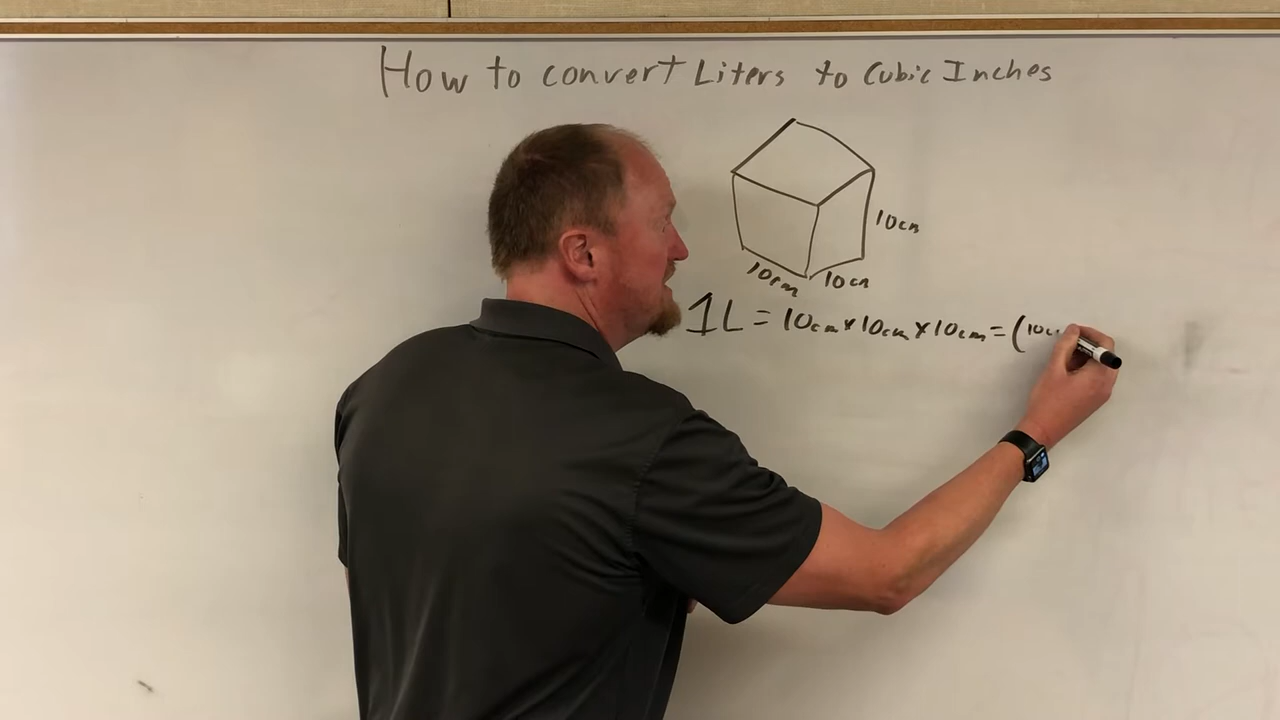 How to convert Liters to Cubic Inches
10cm
10cm 10cm
1L = 10cm x 10cm x 10cm = (10c